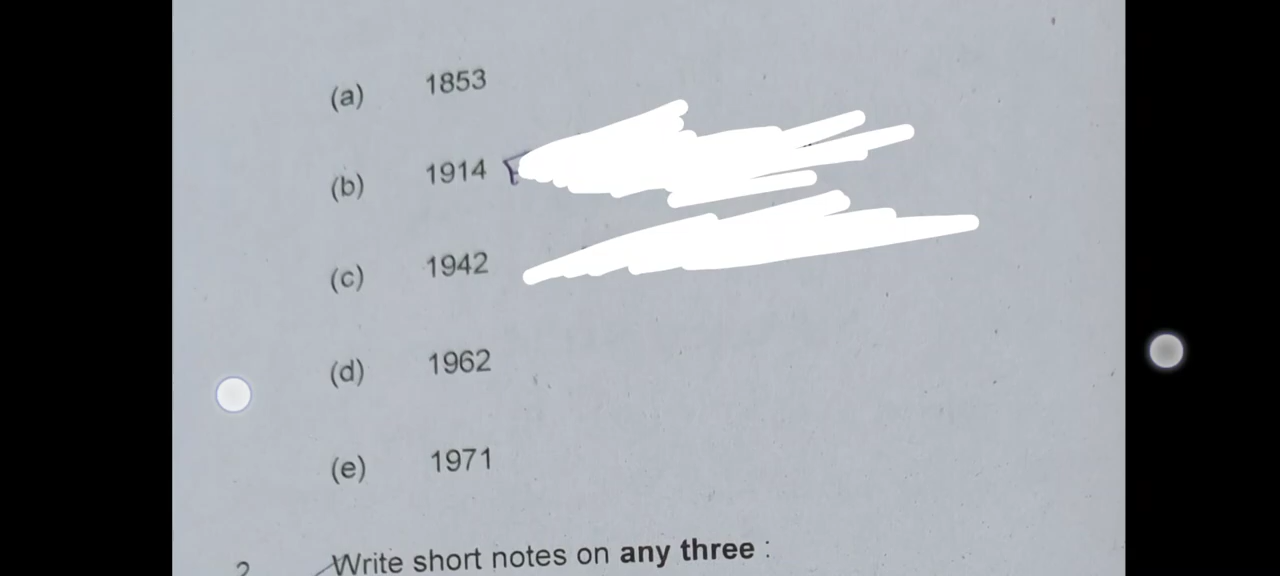 (a) 1853
(b) 1914
(c) 1942
(d) 1962
(e) 1971
Write short notes on any three :